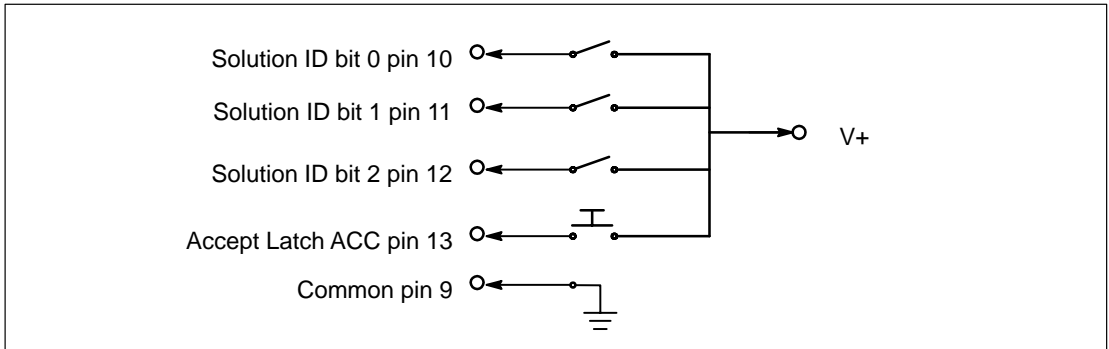 Solution ID bit 0 pin 10
Solution ID bit 1 pin 11
V+
Solution ID bit 2 pin 12
Accept Latch ACC pin 13
Common pin 9